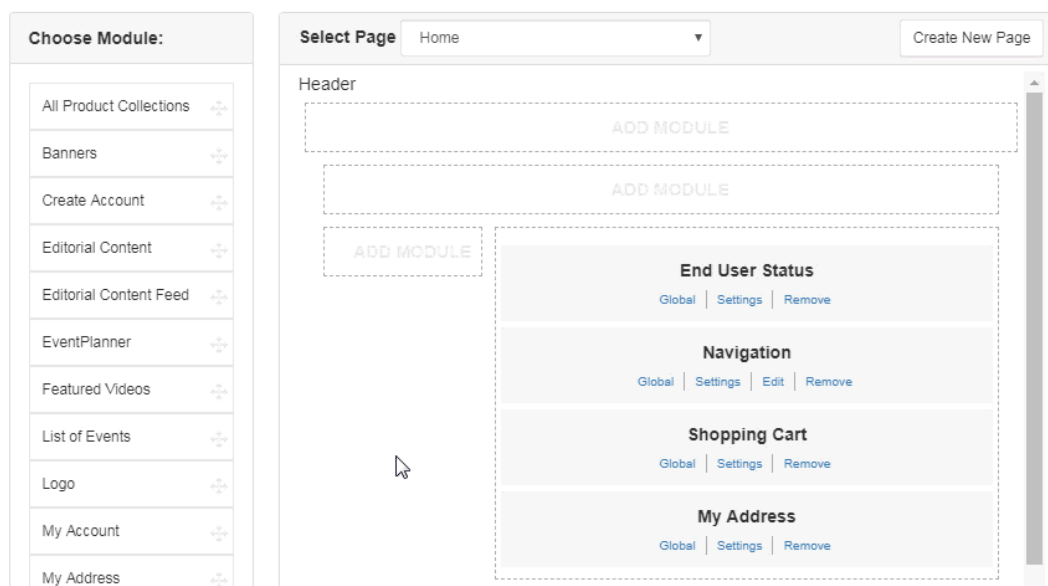 Choose Module:
All Product Collections
Banners
Create Account
Editorial Content
Editorial Content Feed
EventPlanner
Featured Videos
List of Events
Logo
My Account
My Address
Select Page Home Create New Page
Header
ADD MODULE
ADD MODULE
ADD MODULE
End User Status
Global Settings Remove
Navigation
Global Settings Edit Remove
Shopping Cart
Global Settings Remove
My Address
Global Settings Remove